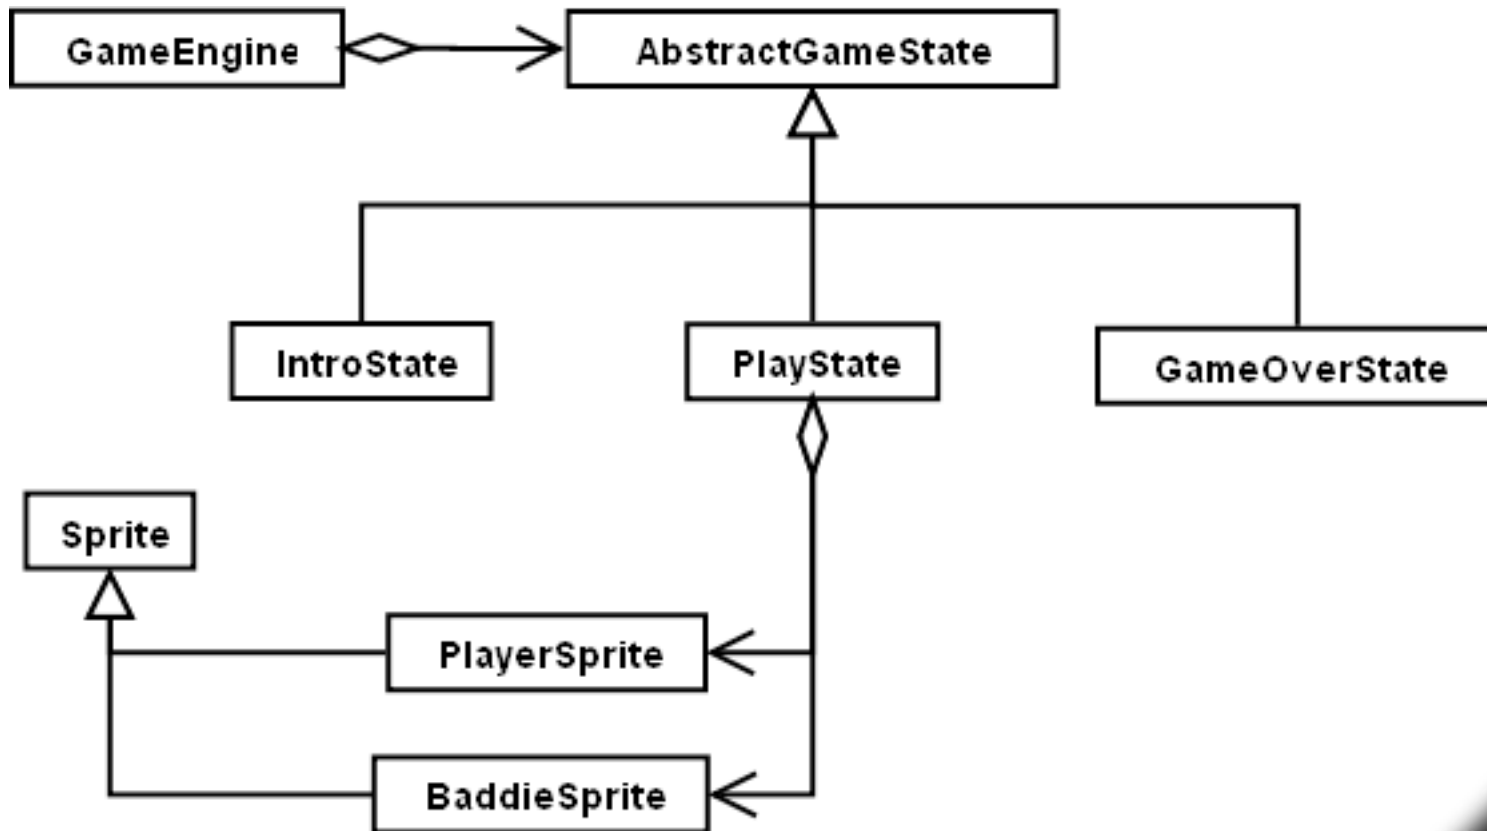 GameEngine
AbstractGameState
IntroState
PlayState
GameOverState
Sprite
PlayerSprite
BaddieSprite